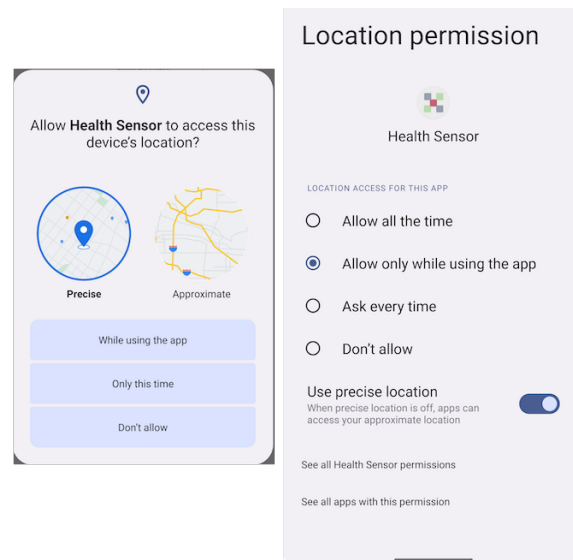 Allow Health Sensor to access this
device's location?
Precise
Approximate
While using the app
Only this time
Don't allow
Location permission
Health Sensor
LOCATION ACCESS FOR THIS APP
Allow all the time
Allow only while using the app
Ask every time
Don't allow
Use precise location
When precise location is off, apps can
access your approximate location
See all Health Sensor permissions
See all apps with this permission